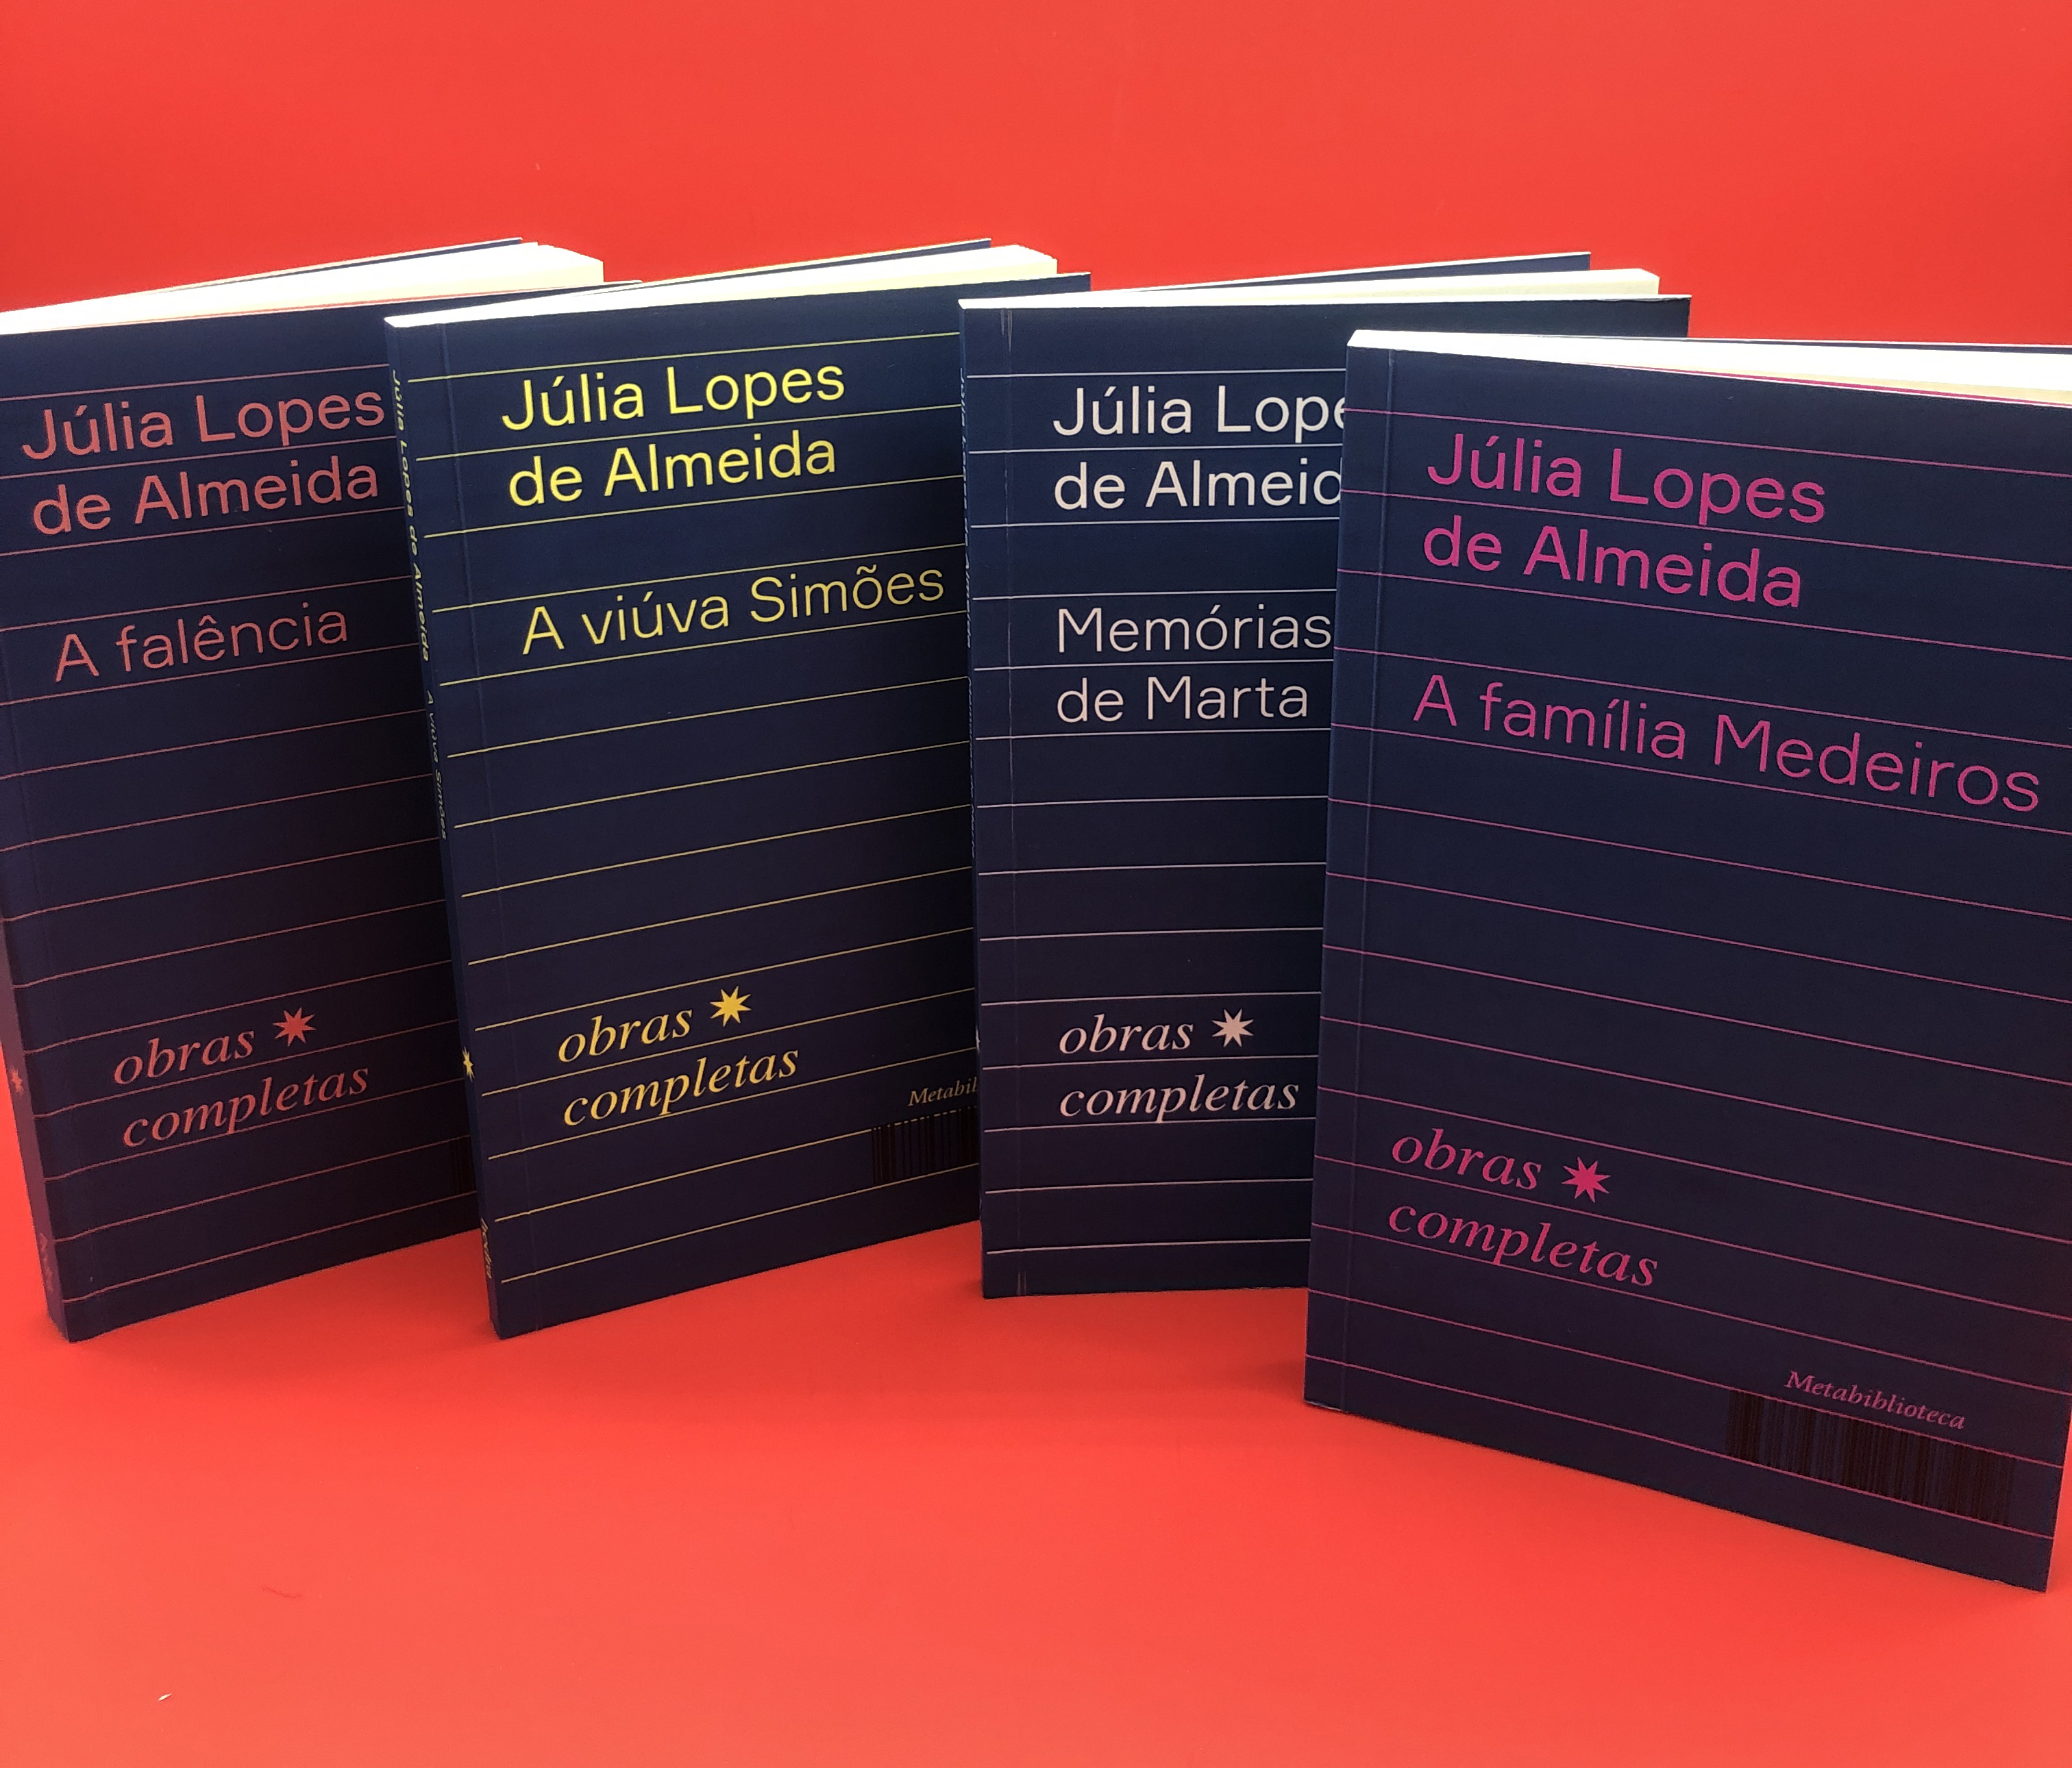 Júlia Lopes
de Almeida
A falência
obras
completas
Júlia Lopes de Almeida A viúva Simões
Júlia Lopes
de Almeida
A viúva Simões
obras
completas
Metabibl
Júlia Lope
de Almeid
Memórias
de Marta
obras
completas
Júlia Lopes
de Almeida
A família Medeiros
obras
completas
Metabiblioteca